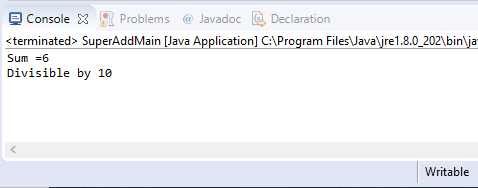 Console Problems @ Javadoc Declaration
<terminated> SuperAddMain [Java Application] C:\Program Files\Java\jre1.8.0_202\bin\jav
Sum =6
Divisible by 10
Writable